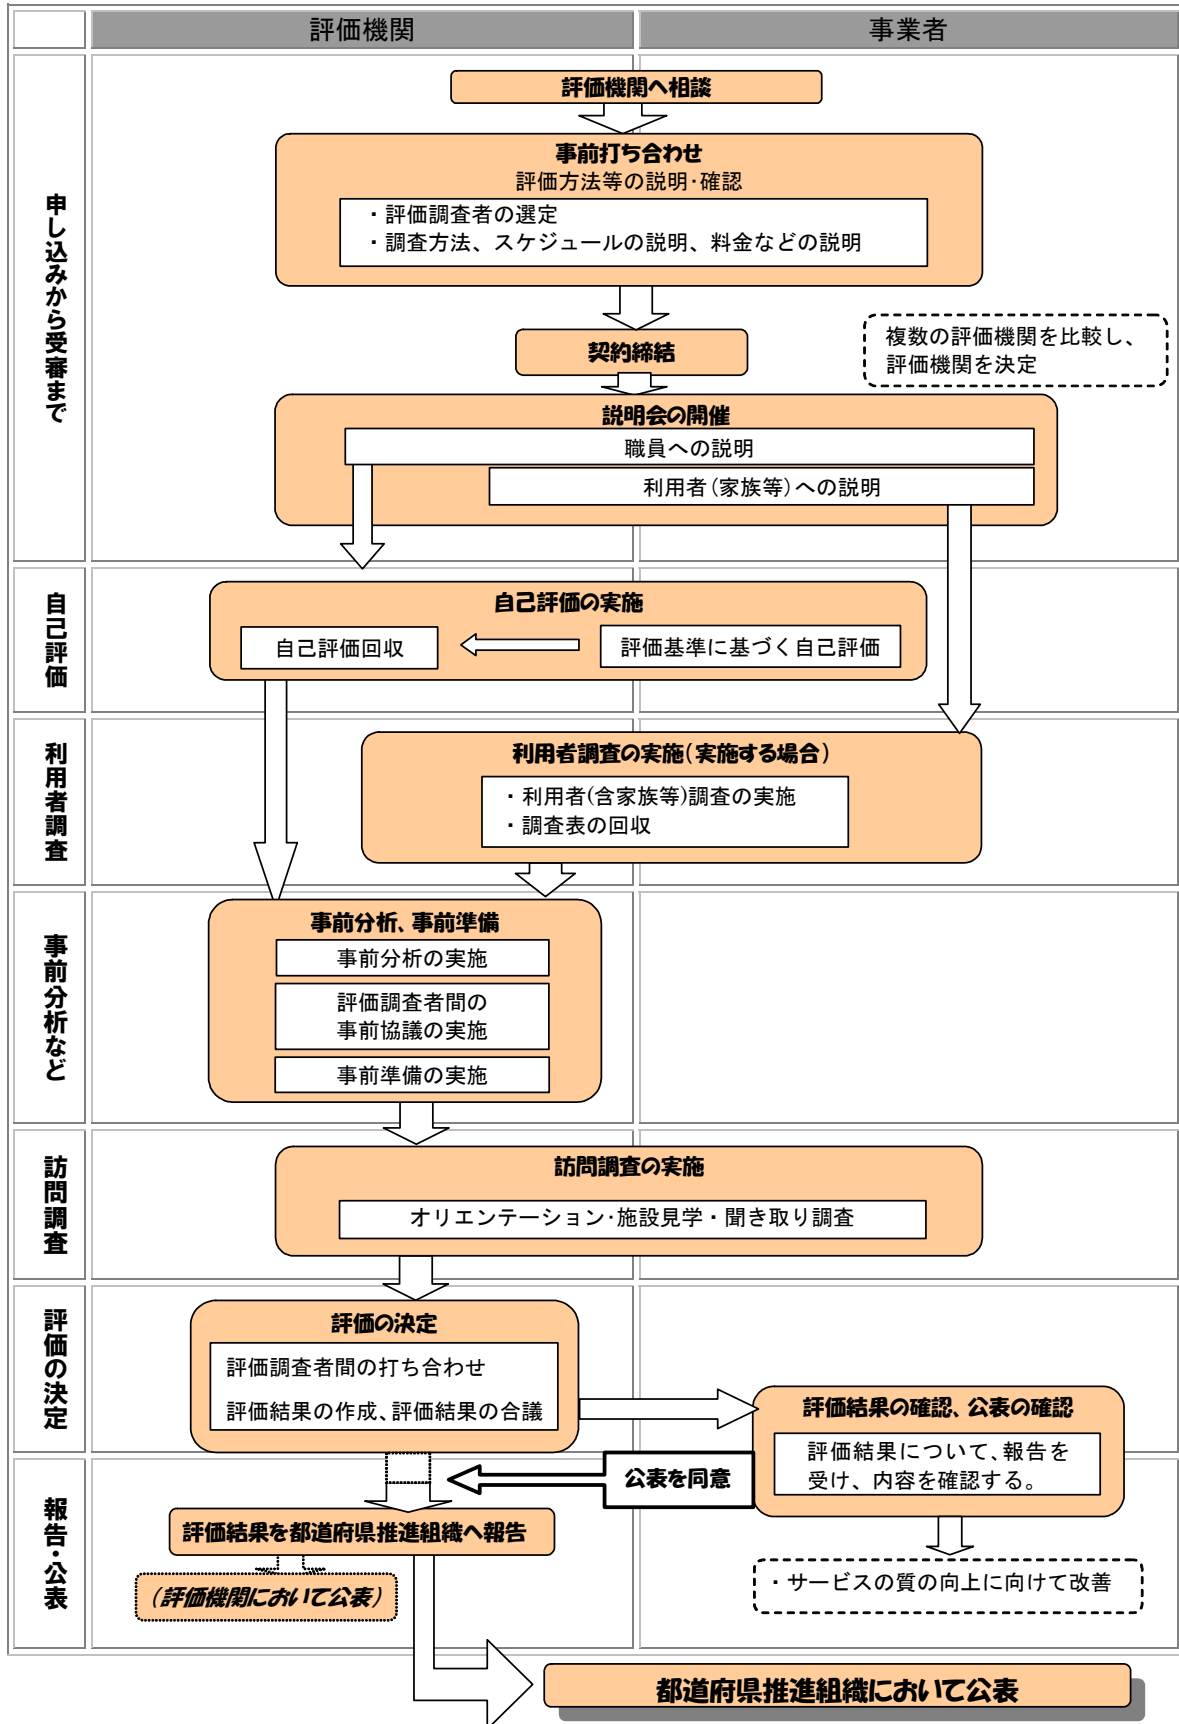 評価機関
事業者
申し込みから受審まで
評価機関へ相談
事前打ち合わせ
評価方法等の説明･確認
・評価調査者の選定
・調査方法、スケジュールの説明、料金などの説明
契約締結
複数の評価機関を比較し、
評価機関を決定
説明会の開催
職員への説明
利用者(家族等)への説明
自己評価
自己評価の実施
自己評価回収
評価基準に基づく自己評価
利用者調査
利用者調査の実施(実施する場合)
・利用者(含家族等)調査の実施
・調査表の回収
事前分析など
事前分析、事前準備
事前分析の実施
評価調査者間の
事前協議の実施
事前準備の実施
訪問調査
訪問調査の実施
オリエンテーション･施設見学・聞き取り調査
評価の決定
評価の決定
評価調査者間の打ち合わせ
評価結果の作成、評価結果の合議
評価結果の確認、公表の確認
評価結果について、報告を
受け、内容を確認する。
報告・公表
公表を同意
評価結果を都道府県推進組織へ報告
(評価機関において公表)
・サービスの質の向上に向けて改善
都道府県推進組織において公表